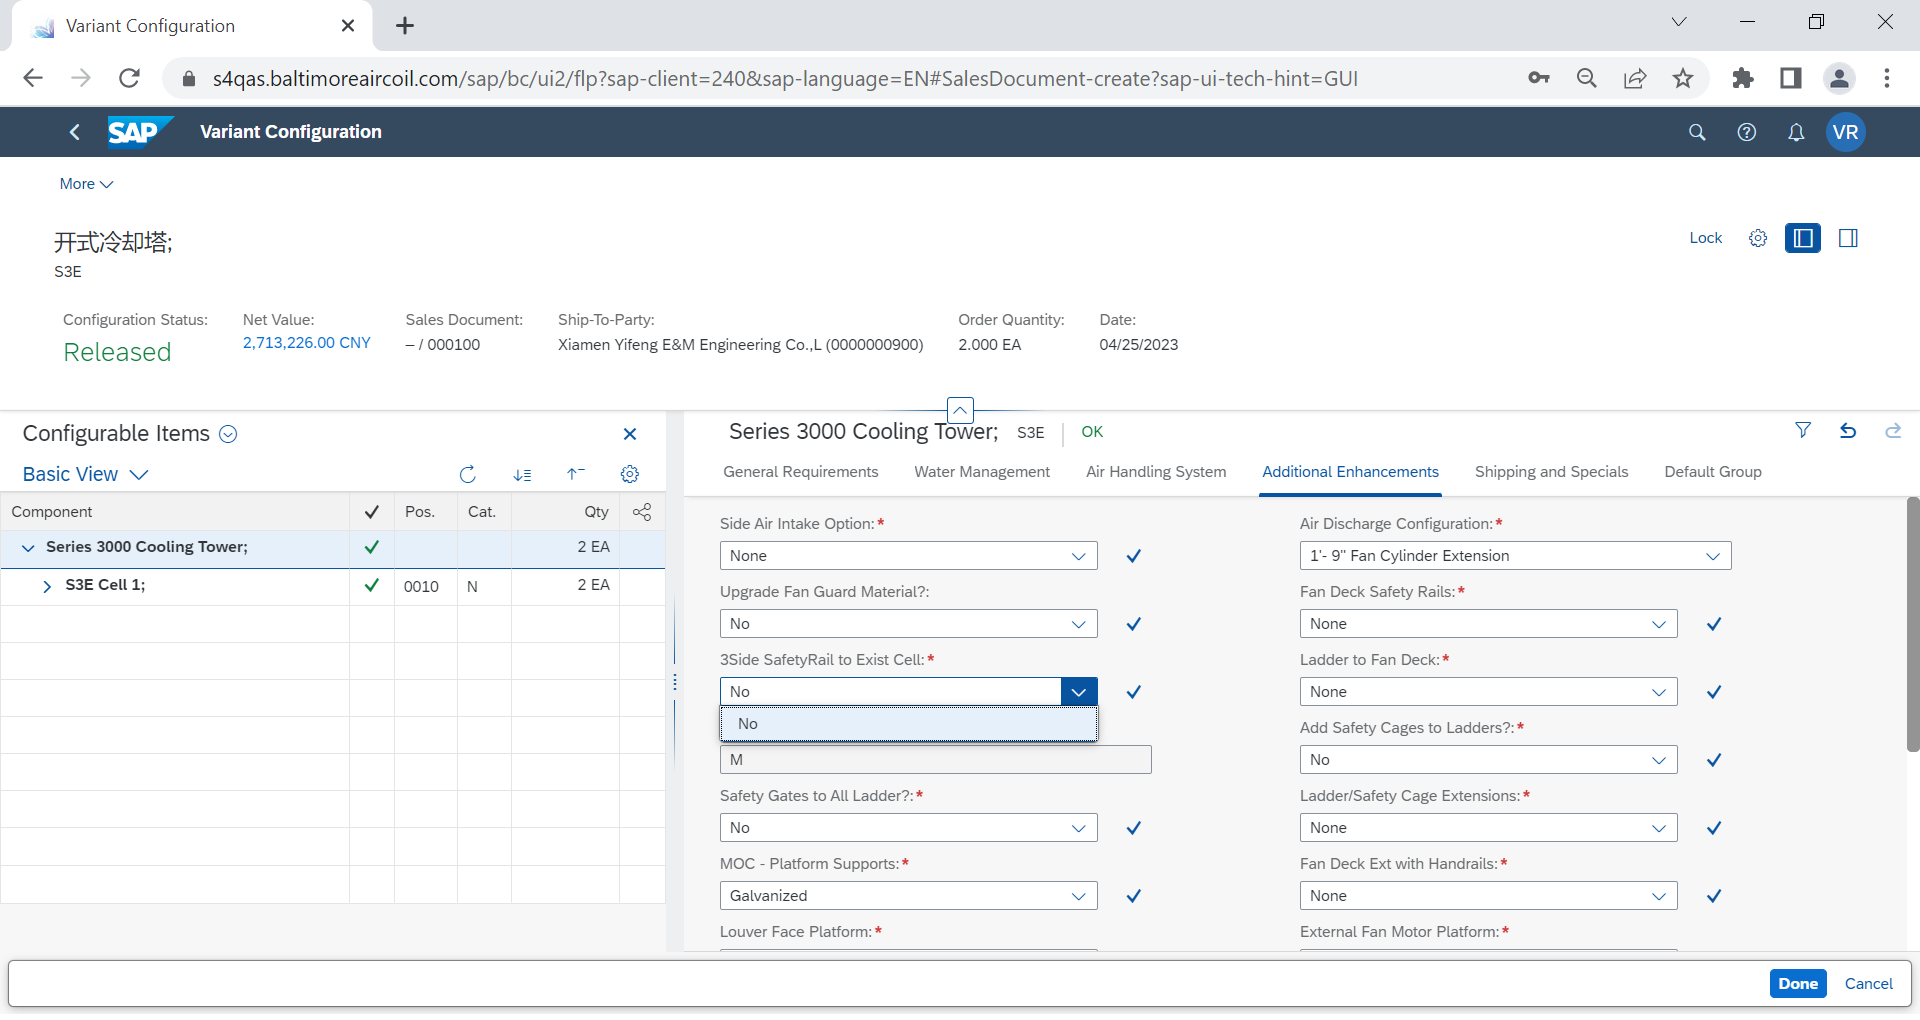 Variant Configuration
s4qas.baltimoreaircoil.com/sap/bc/ui2/flp?sap-client=240&sap-language=EN#SalesDocument-create?sap-ui-tech-hint=GUI
SAP Variant Configuration VR
More
开式冷却塔;
S3E
Lock
Configuration Status: Net Value: Sales Document: Ship-To-Party: Order Quantity: Date:
Released 2,713,226.00 CNY – / 000100 Xiamen Yifeng E&M Engineering Co.,L (0000000900) 2.000 EA 04/25/2023
Configurable Items
Basic View
Component Pos. Cat. Qty
Series 3000 Cooling Tower; 2 EA
S3E Cell 1; 0010 N 2 EA
Series 3000 Cooling Tower; S3E OK
General Requirements Water Management Air Handling System Additional Enhancements Shipping and Specials Default Group
Side Air Intake Option:* Air Discharge Configuration:*
None 1'- 9" Fan Cylinder Extension
Upgrade Fan Guard Material?: Fan Deck Safety Rails:*
No None
3Side SafetyRail to Exist Cell:* Ladder to Fan Deck:*
No None
No Add Safety Cages to Ladders?:*
M No
Safety Gates to All Ladder?:* Ladder/Safety Cage Extensions:*
No None
MOC - Platform Supports:* Fan Deck Ext with Handrails:*
Galvanized None
Louver Face Platform:* External Fan Motor Platform:*
Done Cancel